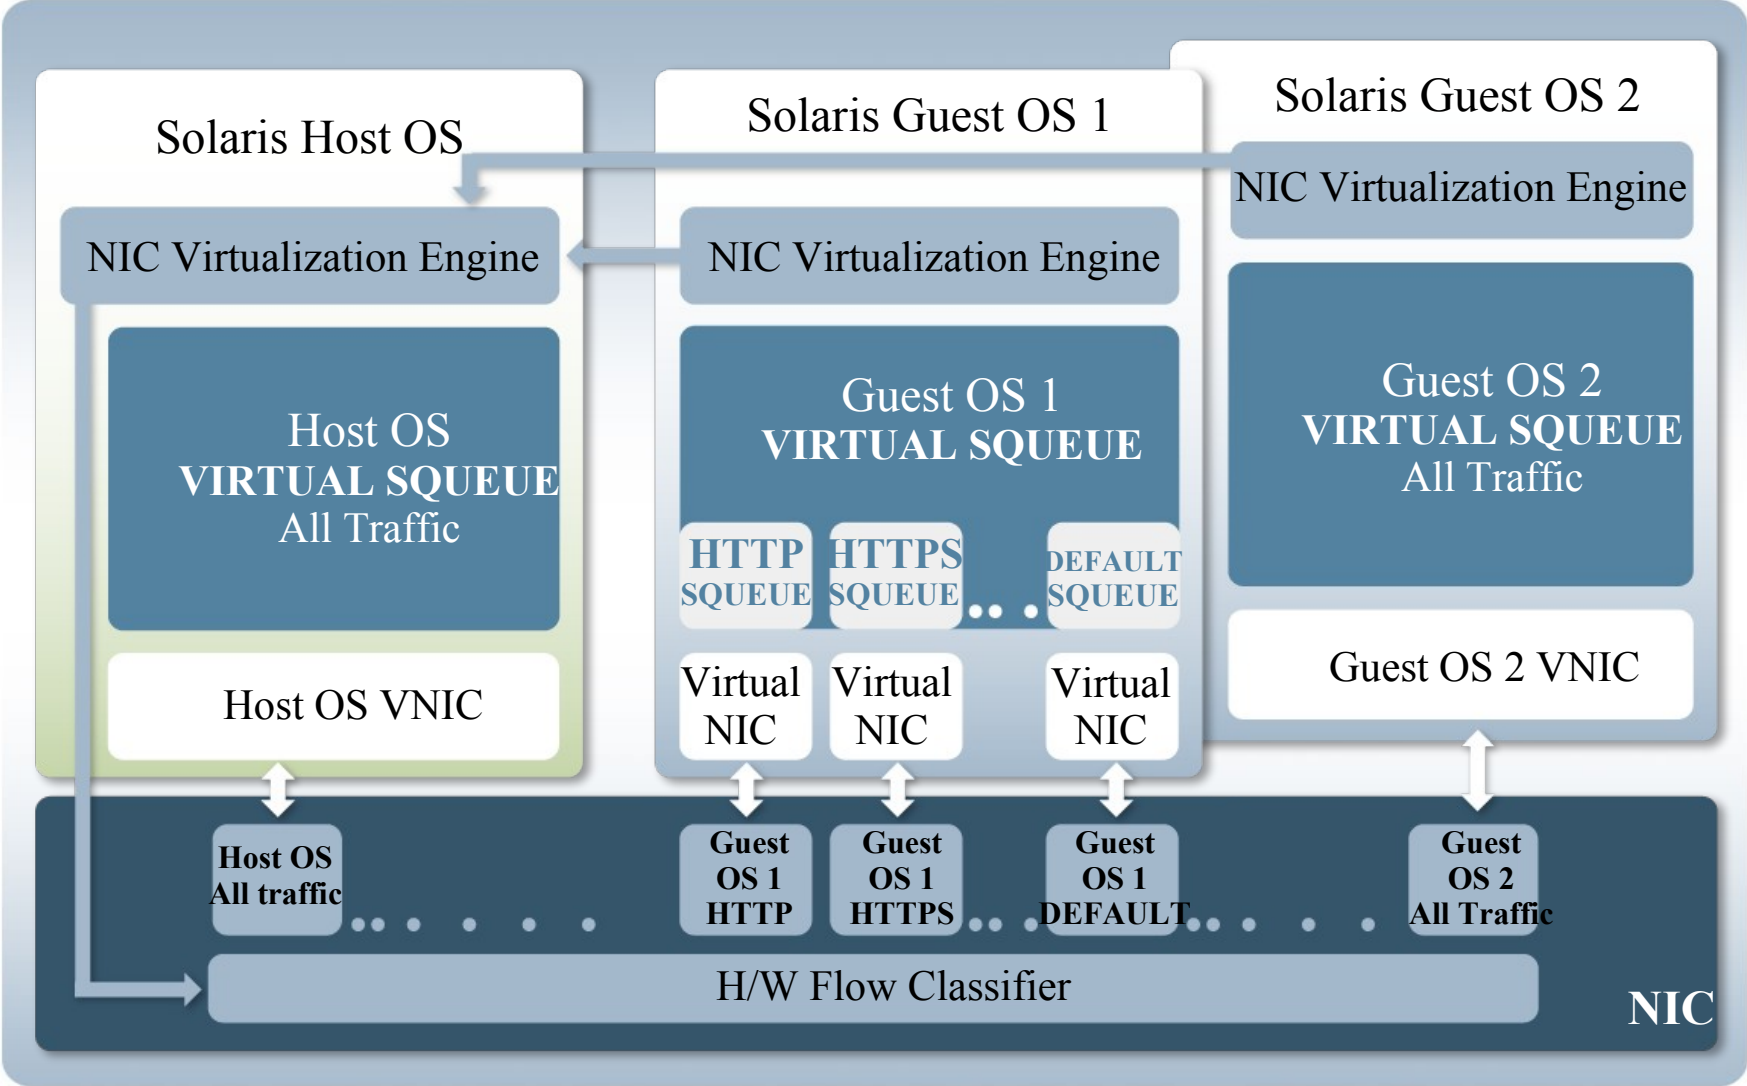 Solaris Host OS
NIC Virtualization Engine
Host OS
VIRTUAL SQUEUE
All Traffic
Host OS VNIC
Solaris Guest OS 1
NIC Virtualization Engine
Guest OS 1
VIRTUAL SQUEUE
HTTP
SQUEUE
HTTPS
SQUEUE
DEFAULT
SQUEUE
Virtual
NIC
Virtual
NIC
Virtual
NIC
Solaris Guest OS 2
NIC Virtualization Engine
Guest OS 2
VIRTUAL SQUEUE
All Traffic
Guest OS 2 VNIC
Host OS
All traffic
Guest
OS 1
HTTP
Guest
OS 1
HTTPS
Guest
OS 1
DEFAULT
Guest
OS 2
All Traffic
H/W Flow Classifier
NIC